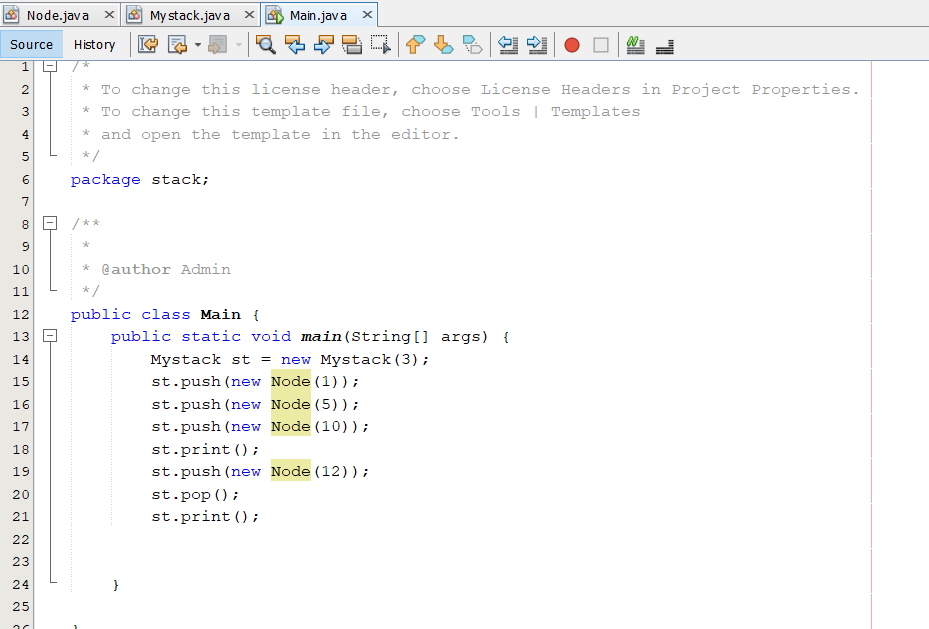 Node.java Mystack.java Main.java
Source History
1 /*
2 * To change this license header, choose License Headers in Project Properties.
3 * To change this template file, choose Tools | Templates
4 * and open the template in the editor.
5 */
6 package stack;
7
8 /**
9 *
10 * @author Admin
11 */
12 public class Main {
13 public static void main(String[] args) {
14 Mystack st = new Mystack(3);
15 st.push(new Node(1));
16 st.push(new Node(5));
17 st.push(new Node(10));
18 st.print();
19 st.push(new Node(12));
20 st.pop();
21 st.print();
22
23
24 }
25
26 }